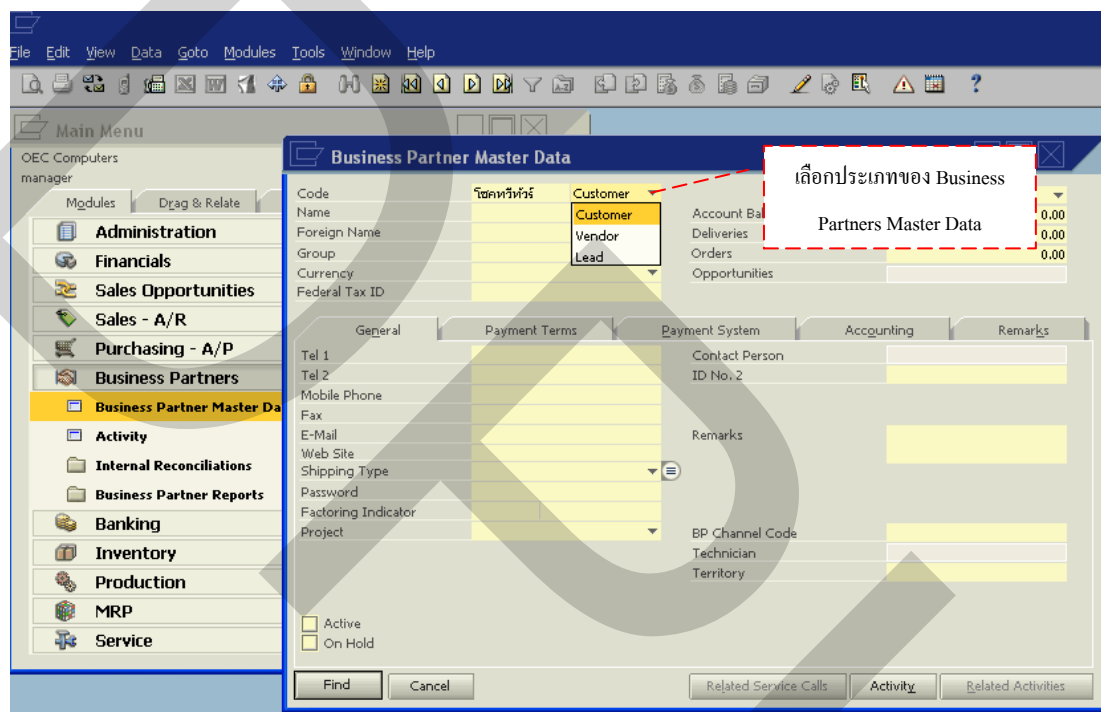 File Edit View Data Goto Modules Tools Window Help
Main Menu
OEC Computers
manager
Modules Drag & Relate
Administration
Financials
Sales Opportunities
Sales - A/R
Purchasing - A/P
Business Partners
Business Partner Master Da
Activity
Internal Reconciliations
Business Partner Reports
Banking
Inventory
Production
MRP
Service
Business Partner Master Data
เลือกประเภทของ Business
Partners Master Data
Code โชคทวีทัวร์ Customer
Name Customer Account Ba 0.00
Foreign Name Vendor Deliveries 0.00
Group Lead Orders 0.00
Currency Opportunities
Federal Tax ID
General Payment Terms Payment System Accounting Remarks
Tel 1 Contact Person
Tel 2 ID No. 2
Mobile Phone
Fax
E-Mail Remarks
Web Site
Shipping Type
Password
Factoring Indicator
Project BP Channel Code
Technician
Territory
Active
On Hold
Find Cancel Related Service Calls Activity Related Activities